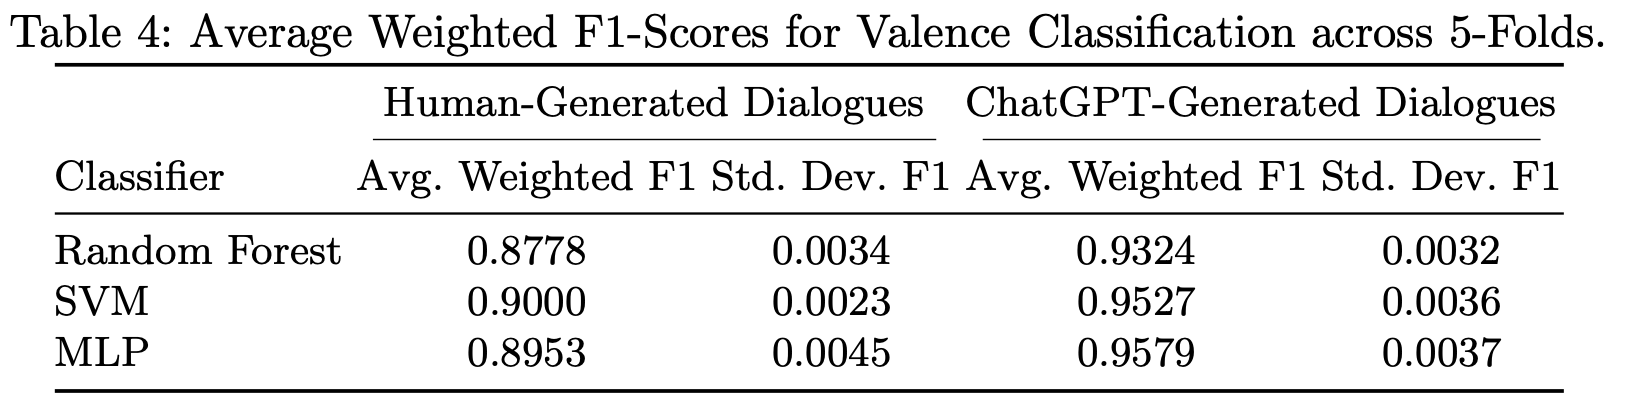 Table 4: Average Weighted F1-Scores for Valence Classification across 5-Folds.
Human-Generated Dialogues ChatGPT-Generated Dialogues
Classifier Avg. Weighted F1 Std. Dev. F1 Avg. Weighted F1 Std. Dev. F1
Random Forest 0.8778 0.0034 0.9324 0.0032
SVM 0.9000 0.0023 0.9527 0.0036
MLP 0.8953 0.0045 0.9579 0.0037